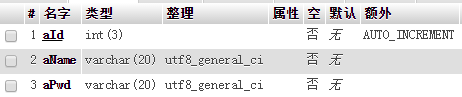 # 名字 类型 整理 属性 空 默认 额外
1 aId int(3) 否 无 AUTO_INCREMENT
2 aName varchar(20) utf8_general_ci 否 无
3 aPwd varchar(20) utf8_general_ci 否 无